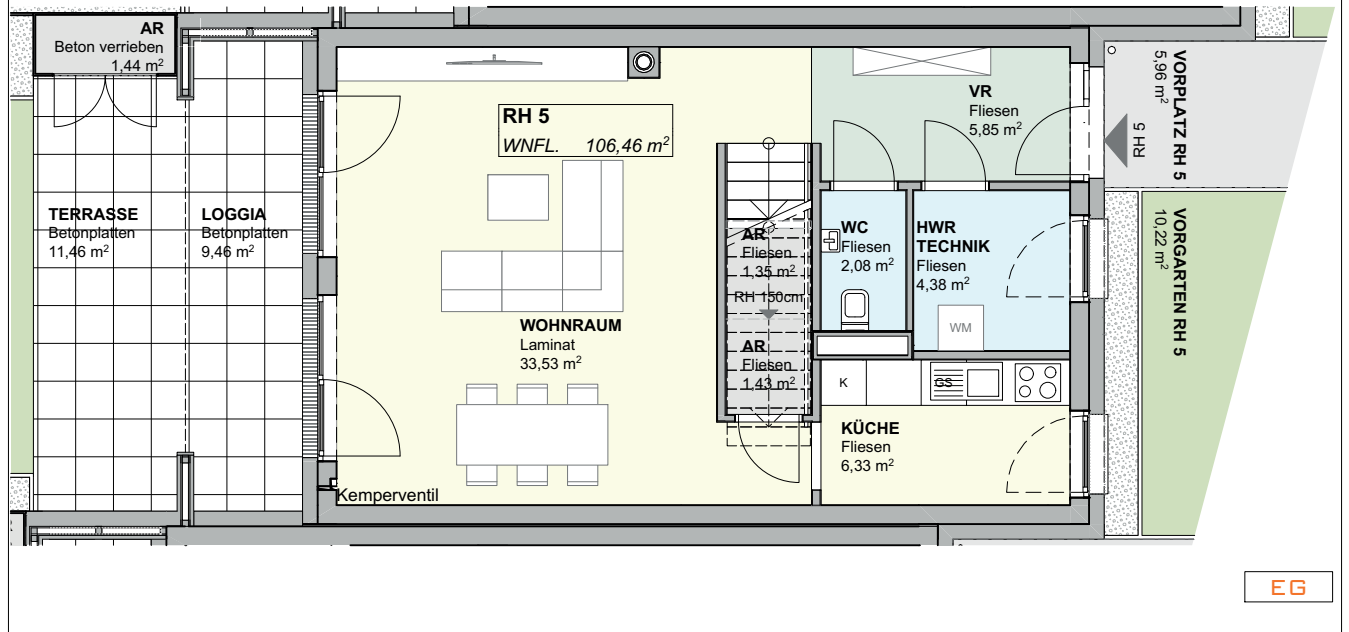 AR
Beton verrieben
1,44 m²
RH 5
WNFL. 106,46 m²
VR
Fliesen
5,85 m²
VORPLATZ RH 5
5,96 m²
RH 5
TERRASSE
Betonplatten
11,46 m²
LOGGIA
Betonplatten
9,46 m²
AR
Fliesen
1,35 m²
RH 150cm
WC
Fliesen
2,08 m²
HWR
TECHNIK
Fliesen
4,38 m²
WM
VORGARTEN RH 5
10,22 m²
WOHNRAUM
Laminat
33,53 m²
AR
Fliesen
1,43 m²
K
GS
KÜCHE
Fliesen
6,33 m²
Kemperventil
EG